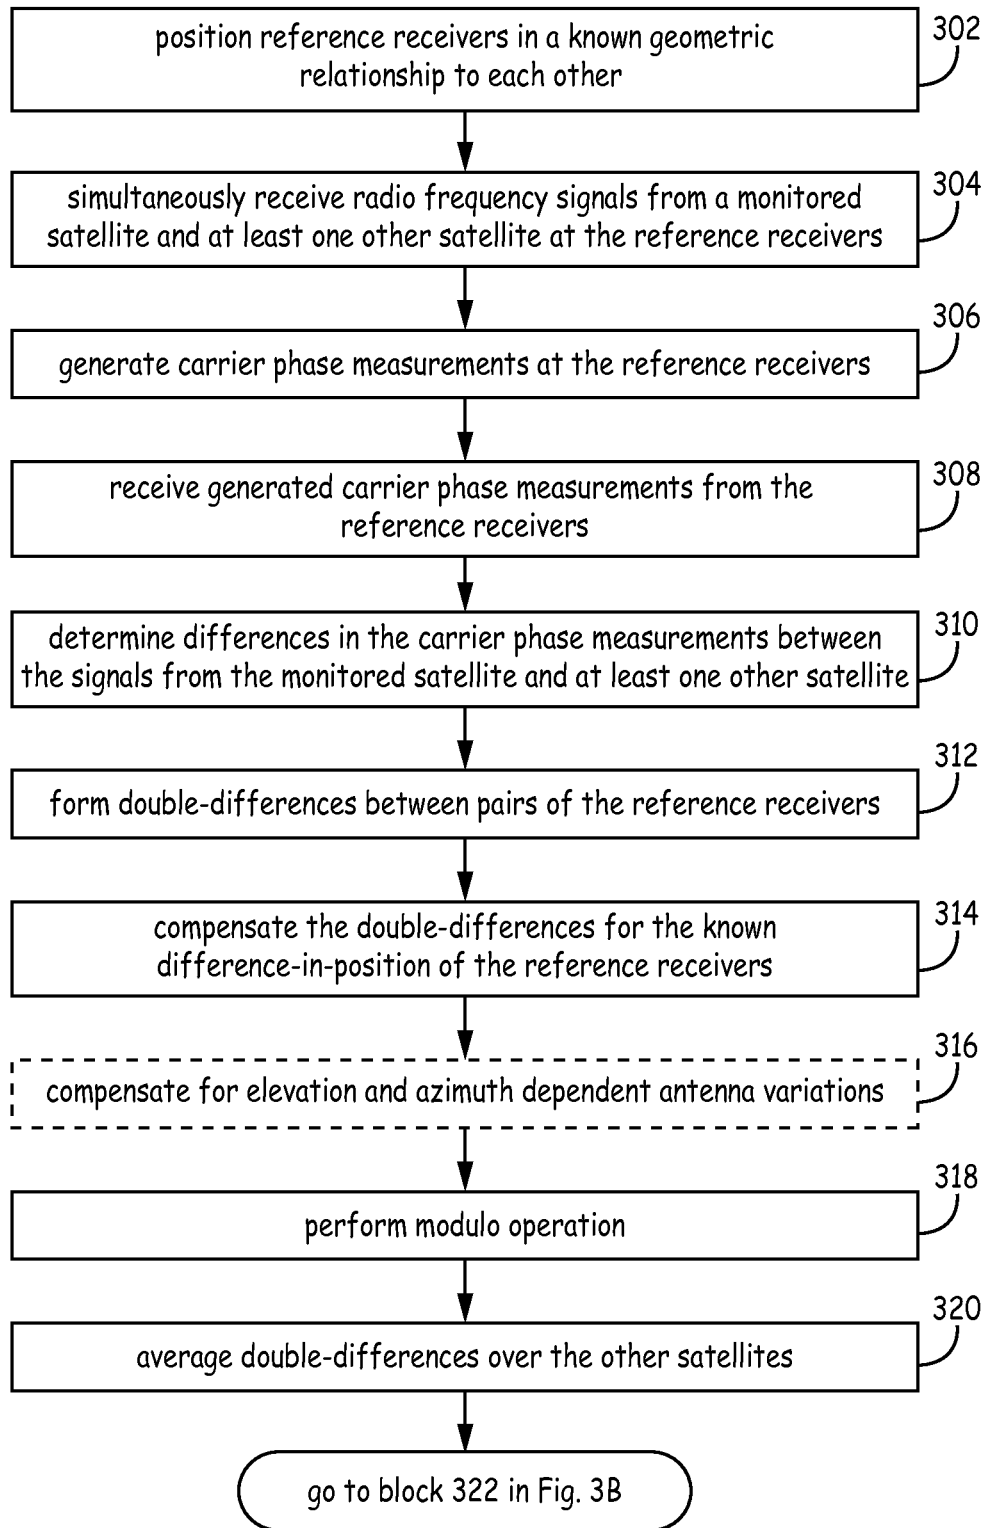 position reference receivers in a known geometric
relationship to each other
302
simultaneously receive radio frequency signals from a monitored
satellite and at least one other satellite at the reference receivers
304
generate carrier phase measurements at the reference receivers
306
receive generated carrier phase measurements from the
reference receivers
308
determine differences in the carrier phase measurements between
the signals from the monitored satellite and at least one other satellite
310
form double-differences between pairs of the reference receivers
312
compensate the double-differences for the known
difference-in-position of the reference receivers
314
compensate for elevation and azimuth dependent antenna variations
316
perform modulo operation
318
average double-differences over the other satellites
320
go to block 322 in Fig. 3B